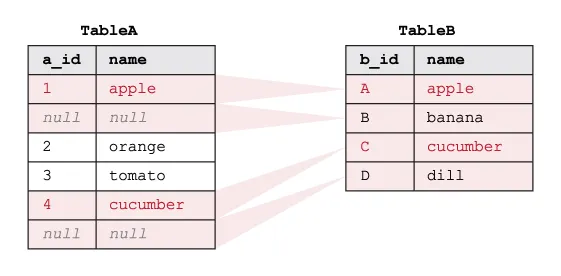 TableA
a_id name
1 apple
null null
2 orange
3 tomato
4 cucumber
null null
TableB
b_id name
A apple
B banana
C cucumber
D dill